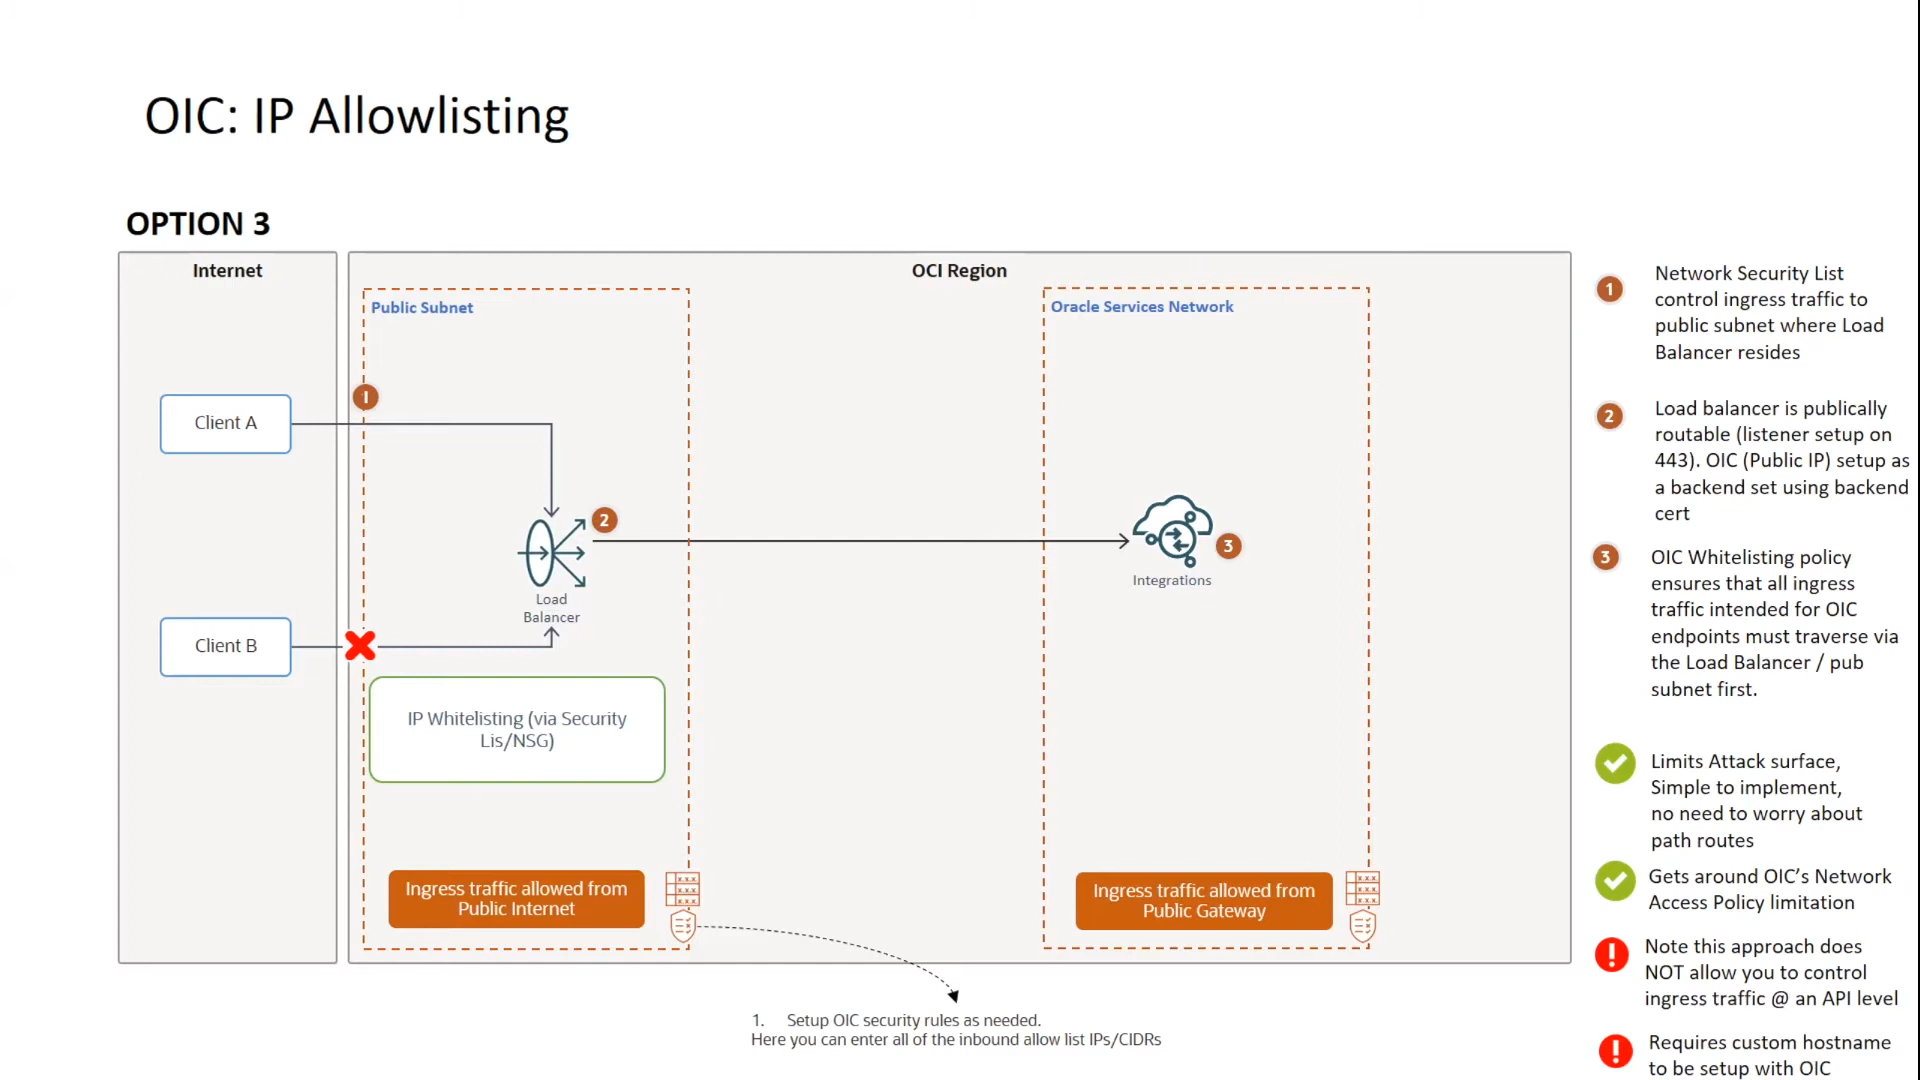 OIC: IP Allowlisting
OPTION 3
Internet
OCI Region
Public Subnet
Oracle Services Network
1
Client A
2
3
Load
Balancer
Integrations
Client B
IP Whitelisting (via Security
Lis/NSG)
Ingress traffic allowed from
Public Internet
Ingress traffic allowed from
Public Gateway
1. Setup OIC security rules as needed.
Here you can enter all of the inbound allow list IPs/CIDRs
1
Network Security List
control ingress traffic to
public subnet where Load
Balancer resides
2
Load balancer is publically
routable (listener setup on
443). OIC (Public IP) setup as
a backend set using backend
cert
3
OIC Whitelisting policy
ensures that all ingress
traffic intended for OIC
endpoints must traverse via
the Load Balancer / pub
subnet first.
Limits Attack surface,
Simple to implement,
no need to worry about
path routes
Gets around OIC's Network
Access Policy limitation
Note this approach does
NOT allow you to control
ingress traffic @ an API level
Requires custom hostname
to be setup with OIC